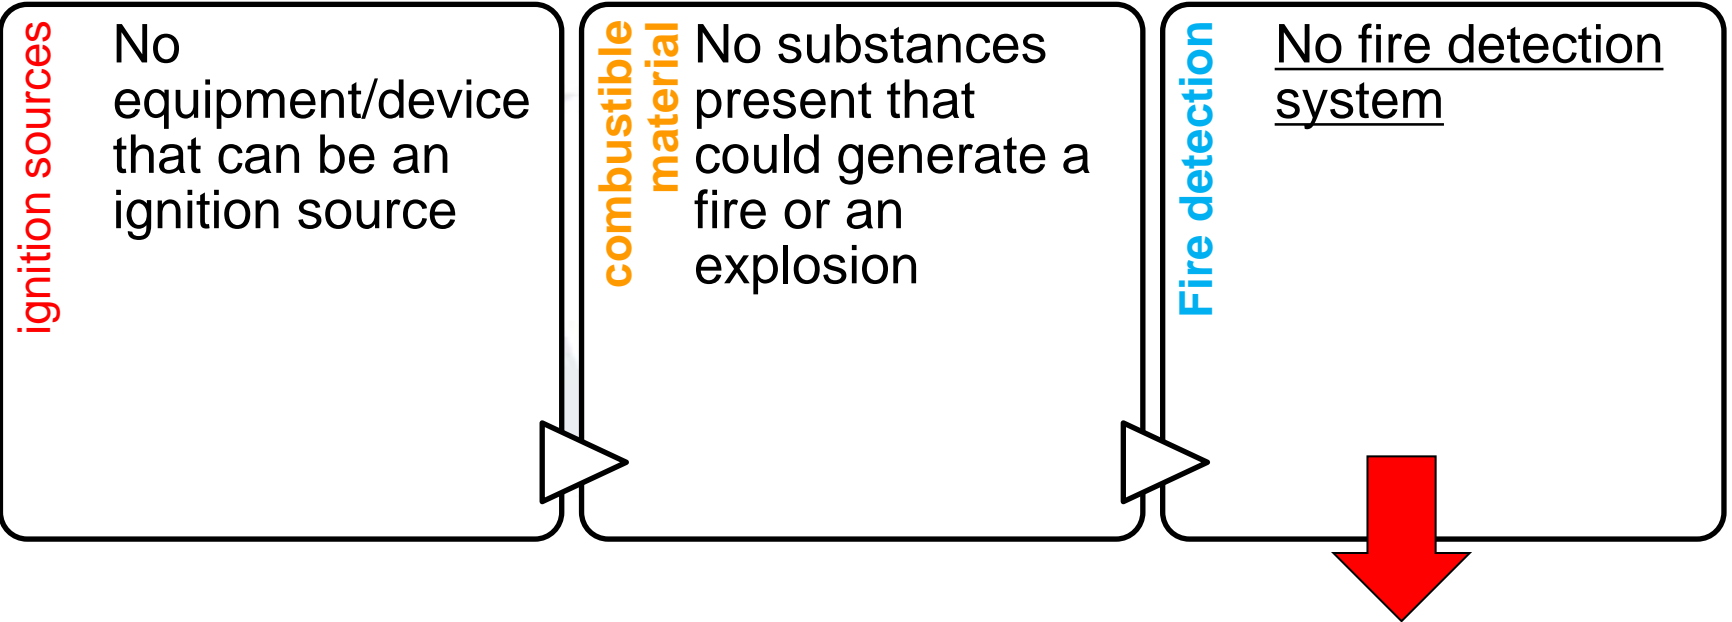 ignition sources
No
equipment/device
that can be an
ignition source
combustible
material
No substances
present that
could generate a
fire or an
explosion
Fire detection
No fire detection
system